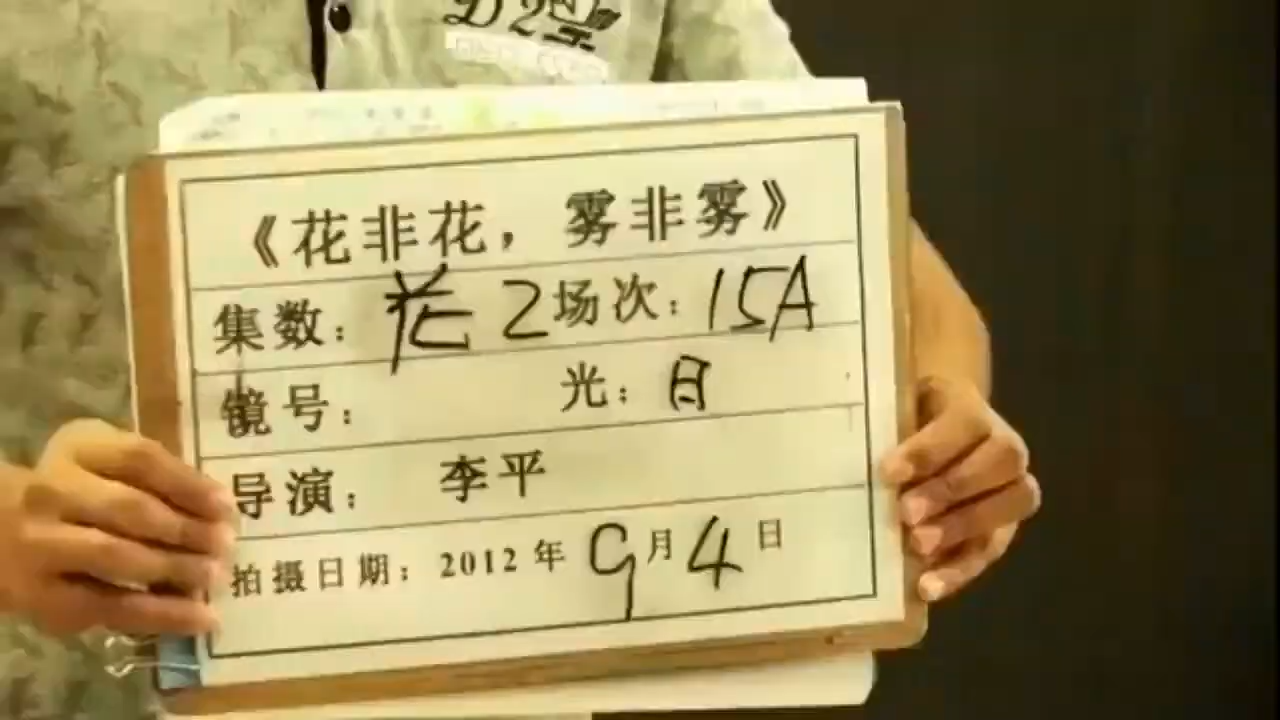 《花非花，雾非雾》
集数：花2 场次：15A
镜号： 光：日
导演： 李平
拍摄日期：2012年9月4日